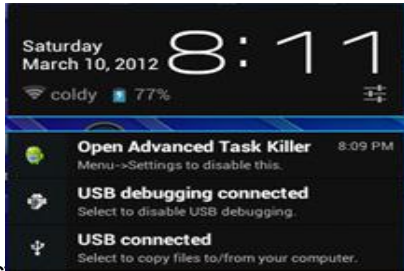 Saturday
March 10, 2012
8:11
coldy 77%
Open Advanced Task Killer 8:09 PM
Menu->Settings to disable this.
USB debugging connected
Select to disable USB debugging.
USB connected
Select to copy files to/from your computer.